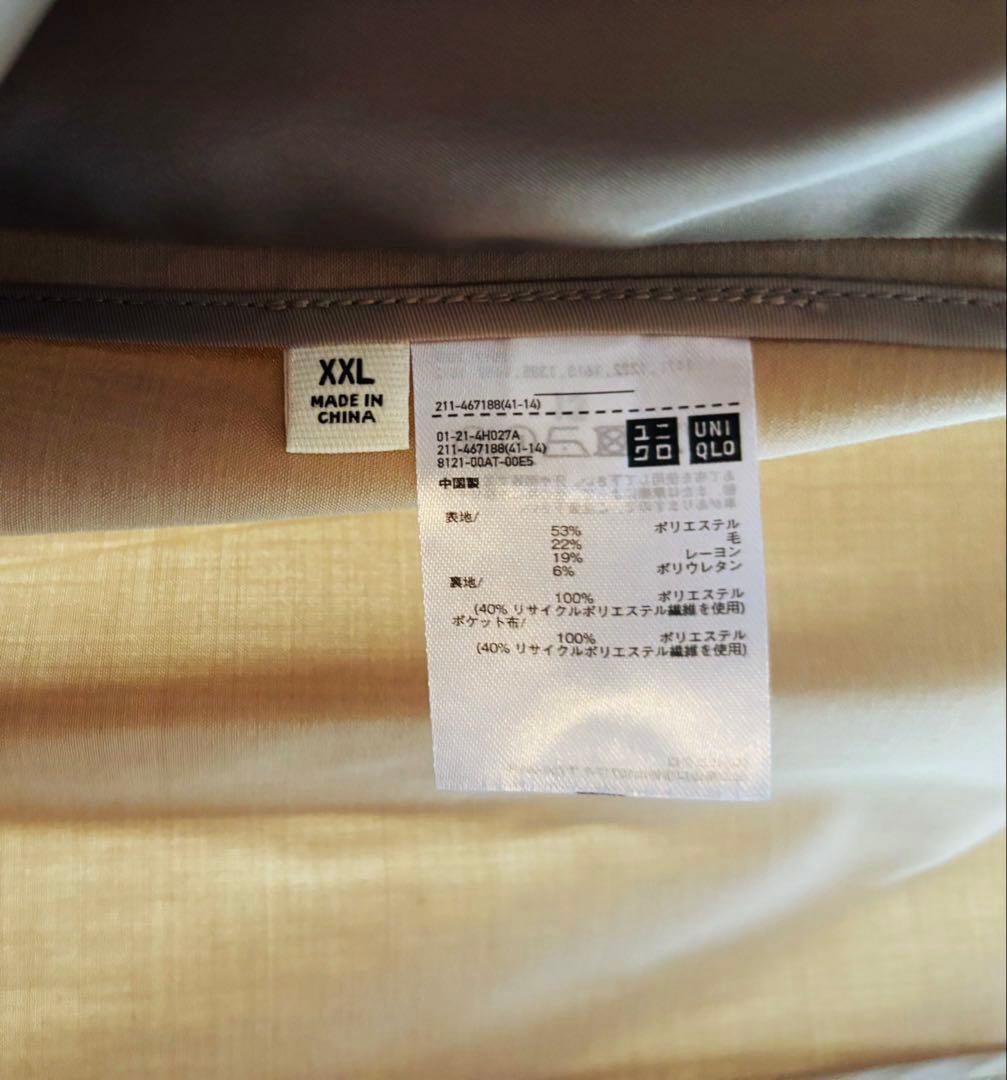 XXL
MADE IN
CHINA
211-467188(41-14)
01-21-4H027A
211-467188(41-14)
8121-00AT-00E5
ユニ
クロ
UNI
QLO
中国製
表地/
53% ポリエステル
22% 毛
19% レーヨン
6% ポリウレタン
裏地/
100% ポリエステル
(40% リサイクルポリエステル繊維を使用)
ポケット布/
100% ポリエステル
(40% リサイクルポリエステル繊維を使用)